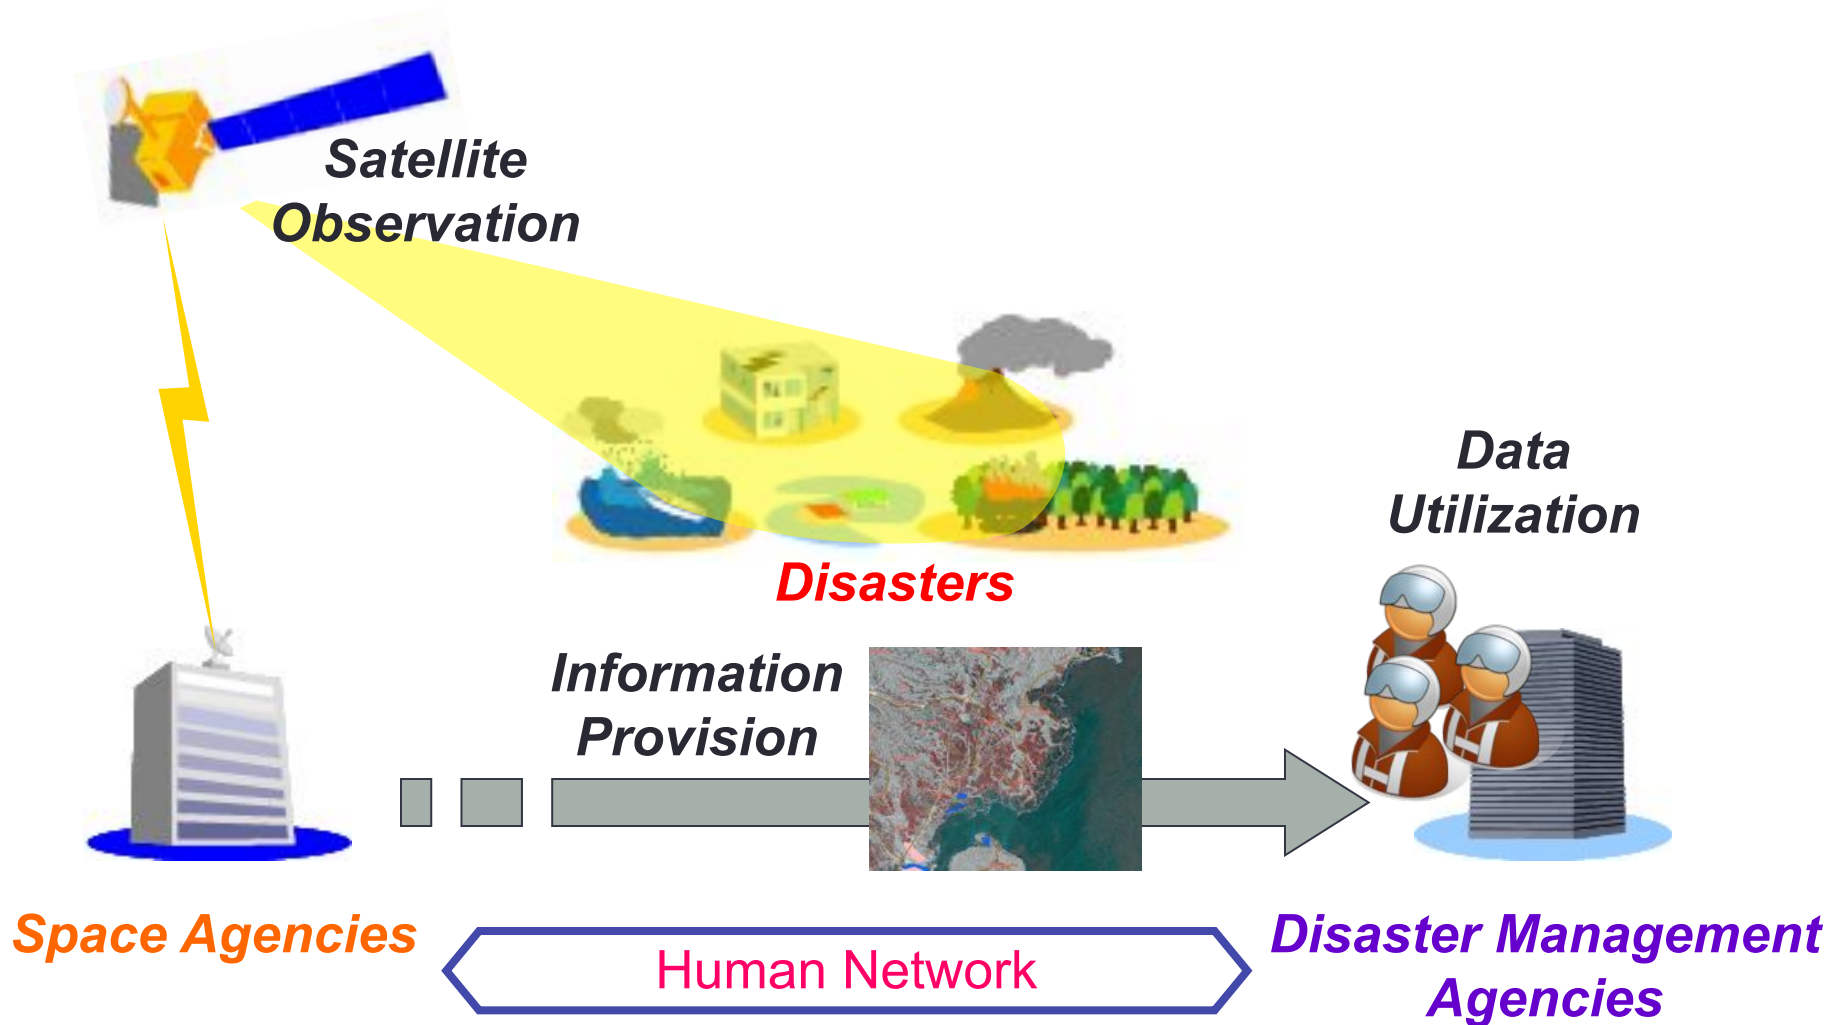 Satellite
Observation
Data
Utilization
Disasters
Information
Provision
Space Agencies
Human Network
Disaster Management
Agencies